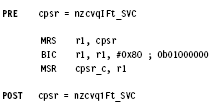 PRE cpsr = nzcvqIFt_SVC
MRS r1, cpsr
BIC r1, r1, #0x80 ; 0b01000000
MSR cpsr_c, r1
POST cpsr = nzcvqiFt_SVC